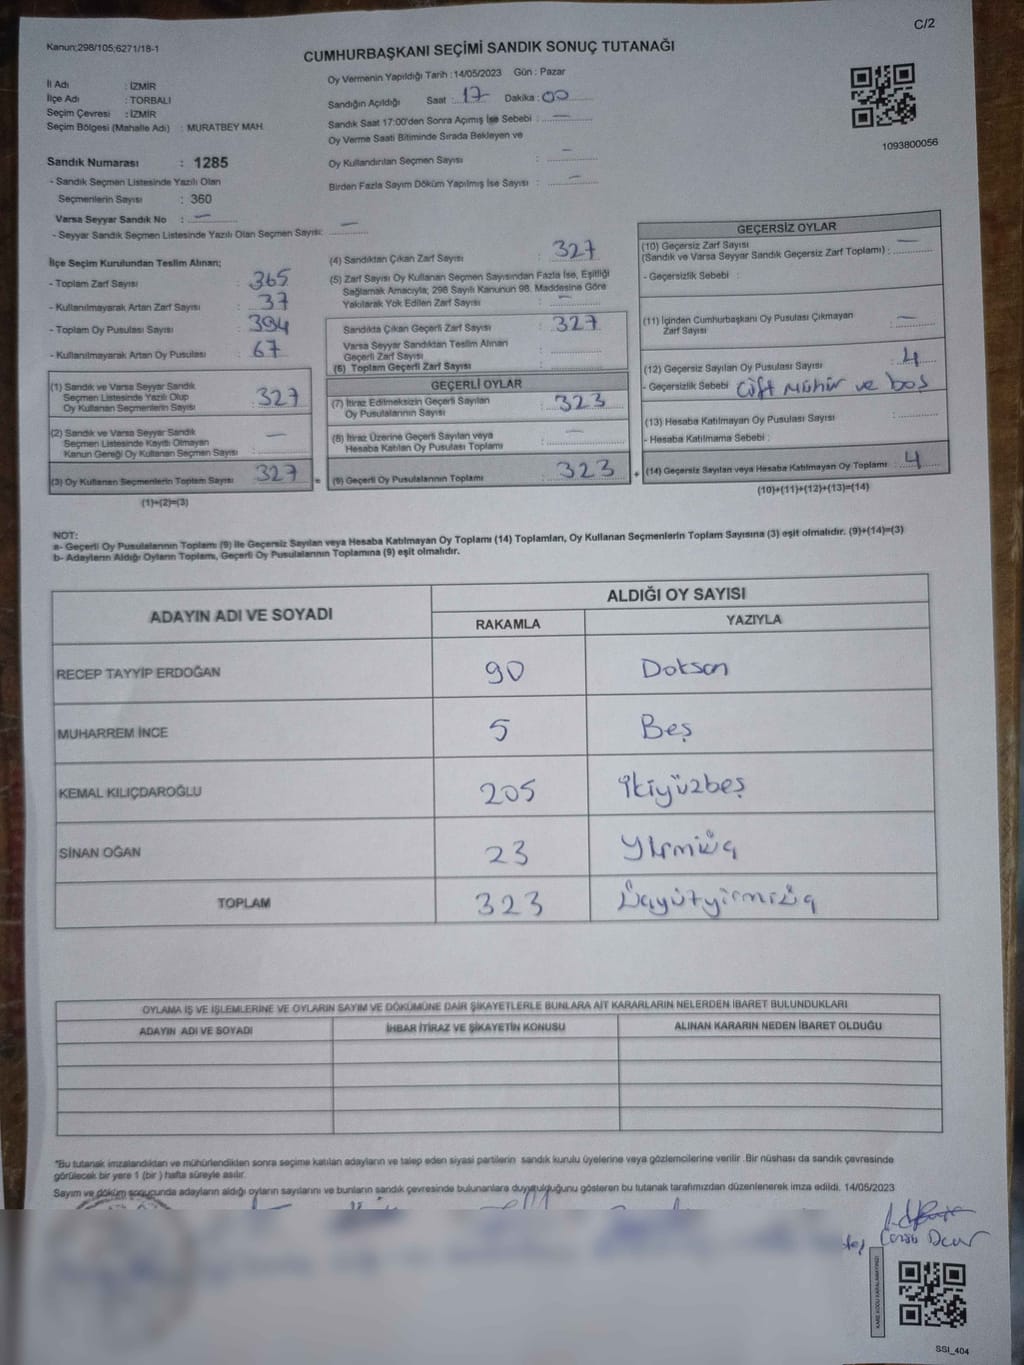 C/2
Kanun;298/105;6271/18-1
CUMHURBAŞKANI SEÇİMİ SANDIK SONUÇ TUTANAĞI
İl Adı : İZMİR
İlçe Adı : TORBALI
Seçim Çevresi : İZMİR
Seçim Bölgesi (Mahalle Adı) : MURATBEY MAH.
Oy Vermenin Yapıldığı Tarih : 14/05/2023 Gün : Pazar
Sandığın Açıldığı Saat : 17 Dakika : 00
Sandık Saat 17:00'den Sonra Açımış İse Sebebi : —
Oy Verme Saati Bitiminde Sırada Bekleyen ve
Oy Kullandırılan Seçmen Sayısı : —
Birden Fazla Sayım Döküm Yapılmış İse Sayısı : —
1093800056
Sandık Numarası : 1285
- Sandık Seçmen Listesinde Yazılı Olan
Seçmenlerin Sayısı : 360
Varsa Seyyar Sandık No : —
- Seyyar Sandık Seçmen Listesinde Yazılı Olan Seçmen Sayısı: —
İlçe Seçim Kurulundan Teslim Alınan;
- Toplam Zarf Sayısı : 365
- Kullanılmayarak Artan Zarf Sayısı : 37
- Toplam Oy Pusulası Sayısı : 394
- Kullanılmayarak Artan Oy Pusulası : 67
(1) Sandık ve Varsa Seyyar Sandık
Seçmen Listesinde Yazılı Olup
Oy Kullanan Seçmenlerin Sayısı : 327
(2) Sandık ve Varsa Seyyar Sandık
Seçmen Listesinde Kayıtlı Olmayan
Kanun Gereği Oy Kullanan Seçmen Sayısı : —
(3) Oy Kullanan Seçmenlerin Toplam Sayısı : 327
(1)+(2)=(3)
(4) Sandıktan Çıkan Zarf Sayısı : 327
(5) Zarf Sayısı Oy Kullanan Seçmen Sayısından Fazla İse, Eşitliği
Sağlamak Amacıyla; 298 Sayılı Kanunun 98. Maddesine Göre
Yakılarak Yok Edilen Zarf Sayısı : —
Sandıkta Çıkan Geçerli Zarf Sayısı : 327
Varsa Seyyar Sandıktan Teslim Alınan
Geçerli Zarf Sayısı :
(6) Toplam Geçerli Zarf Sayısı :
GEÇERLİ OYLAR
(7) İtiraz Edilmeksizin Geçerli Sayılan
Oy Pusulalarının Sayısı : 323
(8) İtiraz Üzerine Geçerli Sayılan veya
Hesaba Katılan Oy Pusulası Toplamı : —
= (9) Geçerli Oy Pusulalarının Toplamı : 323 +
GEÇERSİZ OYLAR
(10) Geçersiz Zarf Sayısı
(Sandık ve Varsa Seyyar Sandık Geçersiz Zarf Toplamı) : —
- Geçersizlik Sebebi :
(11) İçinden Cumhurbaşkanı Oy Pusulası Çıkmayan
Zarf Sayısı : —
(12) Geçersiz Sayılan Oy Pusulası Sayısı : 4
- Geçersizlik Sebebi : Çift Mühür ve boş
(13) Hesaba Katılmayan Oy Pusulası Sayısı :
- Hesaba Katılmama Sebebi :
(14) Geçersiz Sayılan veya Hesaba Katılmayan Oy Toplamı : 4
(10)+(11)+(12)+(13)=(14)
NOT:
a- Geçerli Oy Pusulalarının Toplamı (9) ile Geçersiz Sayılan veya Hesaba Katılmayan Oy Toplamı (14) Toplamları, Oy Kullanan Seçmenlerin Toplam Sayısına (3) eşit olmalıdır. (9)+(14)=(3)
b- Adayların Aldığı Oyların Toplamı, Geçerli Oy Pusulalarının Toplamına (9) eşit olmalıdır.
ADAYIN ADI VE SOYADI ALDIĞI OY SAYISI
RAKAMLA YAZIYLA
RECEP TAYYİP ERDOĞAN 90 Doksan
MUHARREM İNCE 5 Beş
KEMAL KILIÇDAROĞLU 205 ikiyüzbeş
SİNAN OĞAN 23 Yirmiüç
TOPLAM 323 Üçyüzyirmiüç
OYLAMA İŞ VE İŞLEMLERİNE VE OYLARIN SAYIM VE DÖKÜMÜNE DAİR ŞİKAYETLERLE BUNLARA AİT KARARLARIN NELERDEN İBARET BULUNDUKLARI
ADAYIN ADI VE SOYADI İHBAR İTİRAZ VE ŞİKAYETİN KONUSU ALINAN KARARIN NEDEN İBARET OLDUĞU
*Bu tutanak imzalandıktan ve mühürlendikten sonra seçime katılan adayların ve talep eden siyasi partilerin sandık kurulu üyelerine veya gözlemcilerine verilir .Bir nüshası da sandık çevresinde
görülecek bir yere 1 (bir ) hafta süreyle asılır.
Sayım ve döküm sonucunda adayların aldığı oyların sayılarını ve bunların sandık çevresinde bulunanlara duyurulduğunu gösteren bu tutanak tarafımızdan düzenlenerek imza edildi. 14/05/2023
KARE KODU KARALAMAYINIZ!
SSI_404